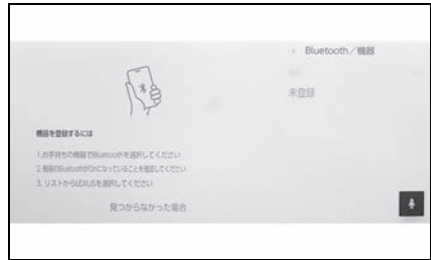 Bluetooth／機器
未登録
機器を登録するには
1.お手持ちの機器でBluetoothを選択してください
2.機器のBluetoothがOnになっていることを確認してください
3.リストからLEXUSを選択してください
見つからなかった場合